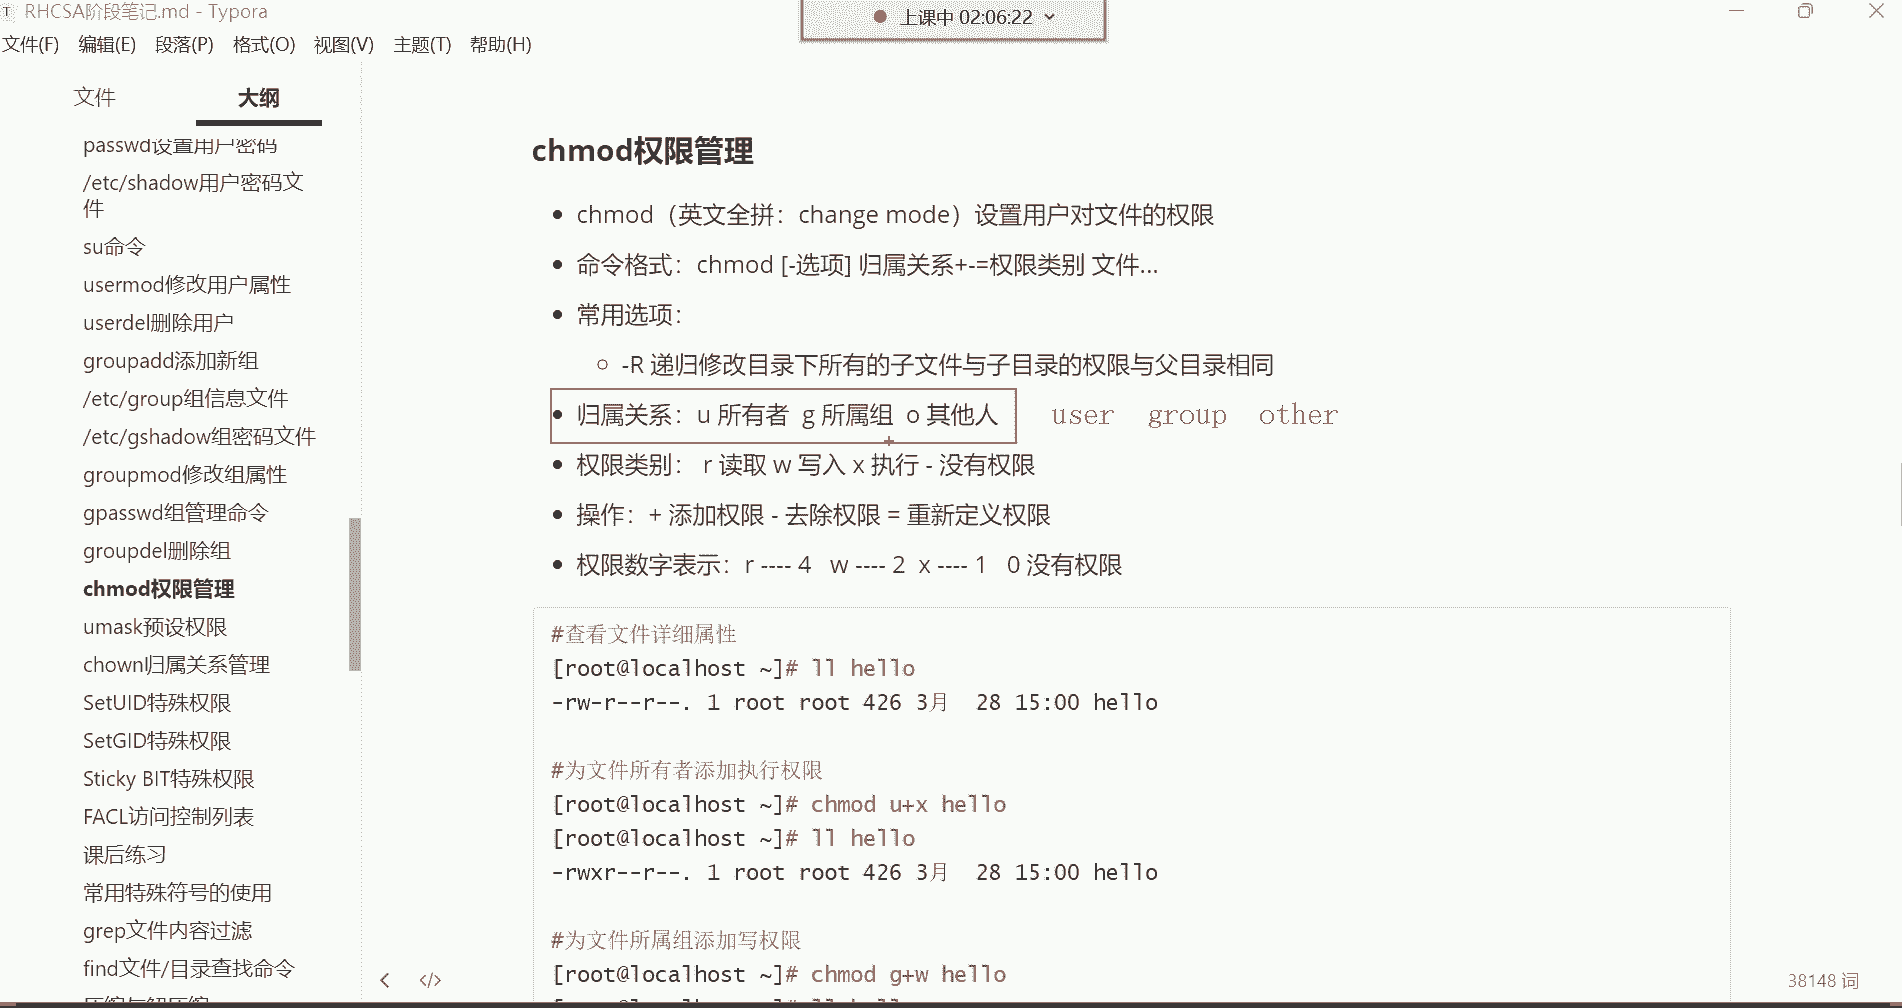 RHCSA阶段笔记.md - Typora
上课中 02:06:22
文件(F) 编辑(E) 段落(P) 格式(O) 视图(V) 主题(T) 帮助(H)
文件 大纲
passwd设置用户密码
/etc/shadow用户密码文
件
su命令
usermod修改用户属性
userdel删除用户
groupadd添加新组
/etc/group组信息文件
/etc/gshadow组密码文件
groupmod修改组属性
gpasswd组管理命令
groupdel删除组
chmod权限管理
umask预设权限
chown归属关系管理
SetUID特殊权限
SetGID特殊权限
Sticky BIT特殊权限
FACL访问控制列表
课后练习
常用特殊符号的使用
grep文件内容过滤
find文件/目录查找命令
压缩与解压缩
chmod权限管理
chmod（英文全拼：change mode）设置用户对文件的权限
命令格式：chmod [-选项] 归属关系+-=权限类别 文件...
常用选项：
-R 递归修改目录下所有的子文件与子目录的权限与父目录相同
归属关系：u 所有者 g 所属组 o 其他人 user group other
权限类别： r 读取 w 写入 x 执行 - 没有权限
操作：+ 添加权限 - 去除权限 = 重新定义权限
权限数字表示：r ---- 4 w ---- 2 x ---- 1 0 没有权限
#查看文件详细属性
[root@localhost ~]# ll hello
-rw-r--r--. 1 root root 426 3月 28 15:00 hello
#为文件所有者添加执行权限
[root@localhost ~]# chmod u+x hello
[root@localhost ~]# ll hello
-rwxr--r--. 1 root root 426 3月 28 15:00 hello
#为文件所属组添加写权限
[root@localhost ~]# chmod g+w hello
38148 词